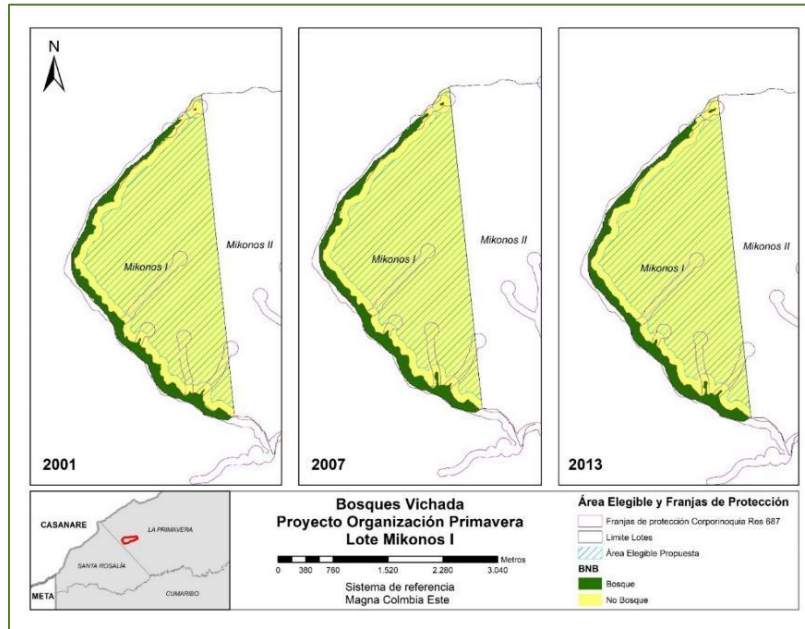 N
Mikonos I
Mikonos II
2001
Mikonos I
Mikonos II
2007
Mikonos I
Mikonos II
2013
CASANARE
LA PRIMAVERA
SANTA ROSALÍA
META
CUMARIBO
Bosques Vichada
Proyecto Organización Primavera
Lote Mikonos I
Metros
0 380 760 1.520 2.280 3.040
Sistema de referencia
Magna Colmbia Este
Área Elegible y Franjas de Protección
Franjas de protección Corporinoquia Res 687
Limite Lotes
Área Elegible Propuesta
BNB
Bosque
No Bosque